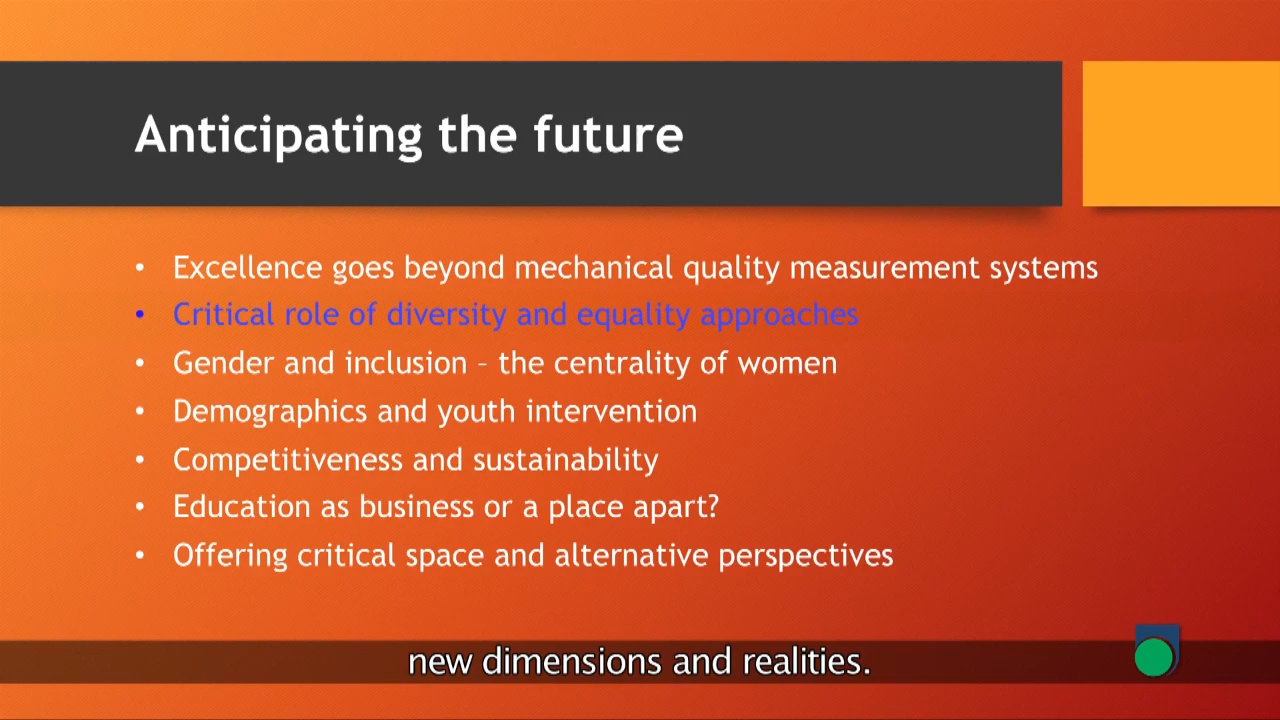 Anticipating the future
• Excellence goes beyond mechanical quality measurement systems
• Critical role of diversity and equality approaches
• Gender and inclusion – the centrality of women
• Demographics and youth intervention
• Competitiveness and sustainability
• Education as business or a place apart?
• Offering critical space and alternative perspectives
new dimensions and realities.